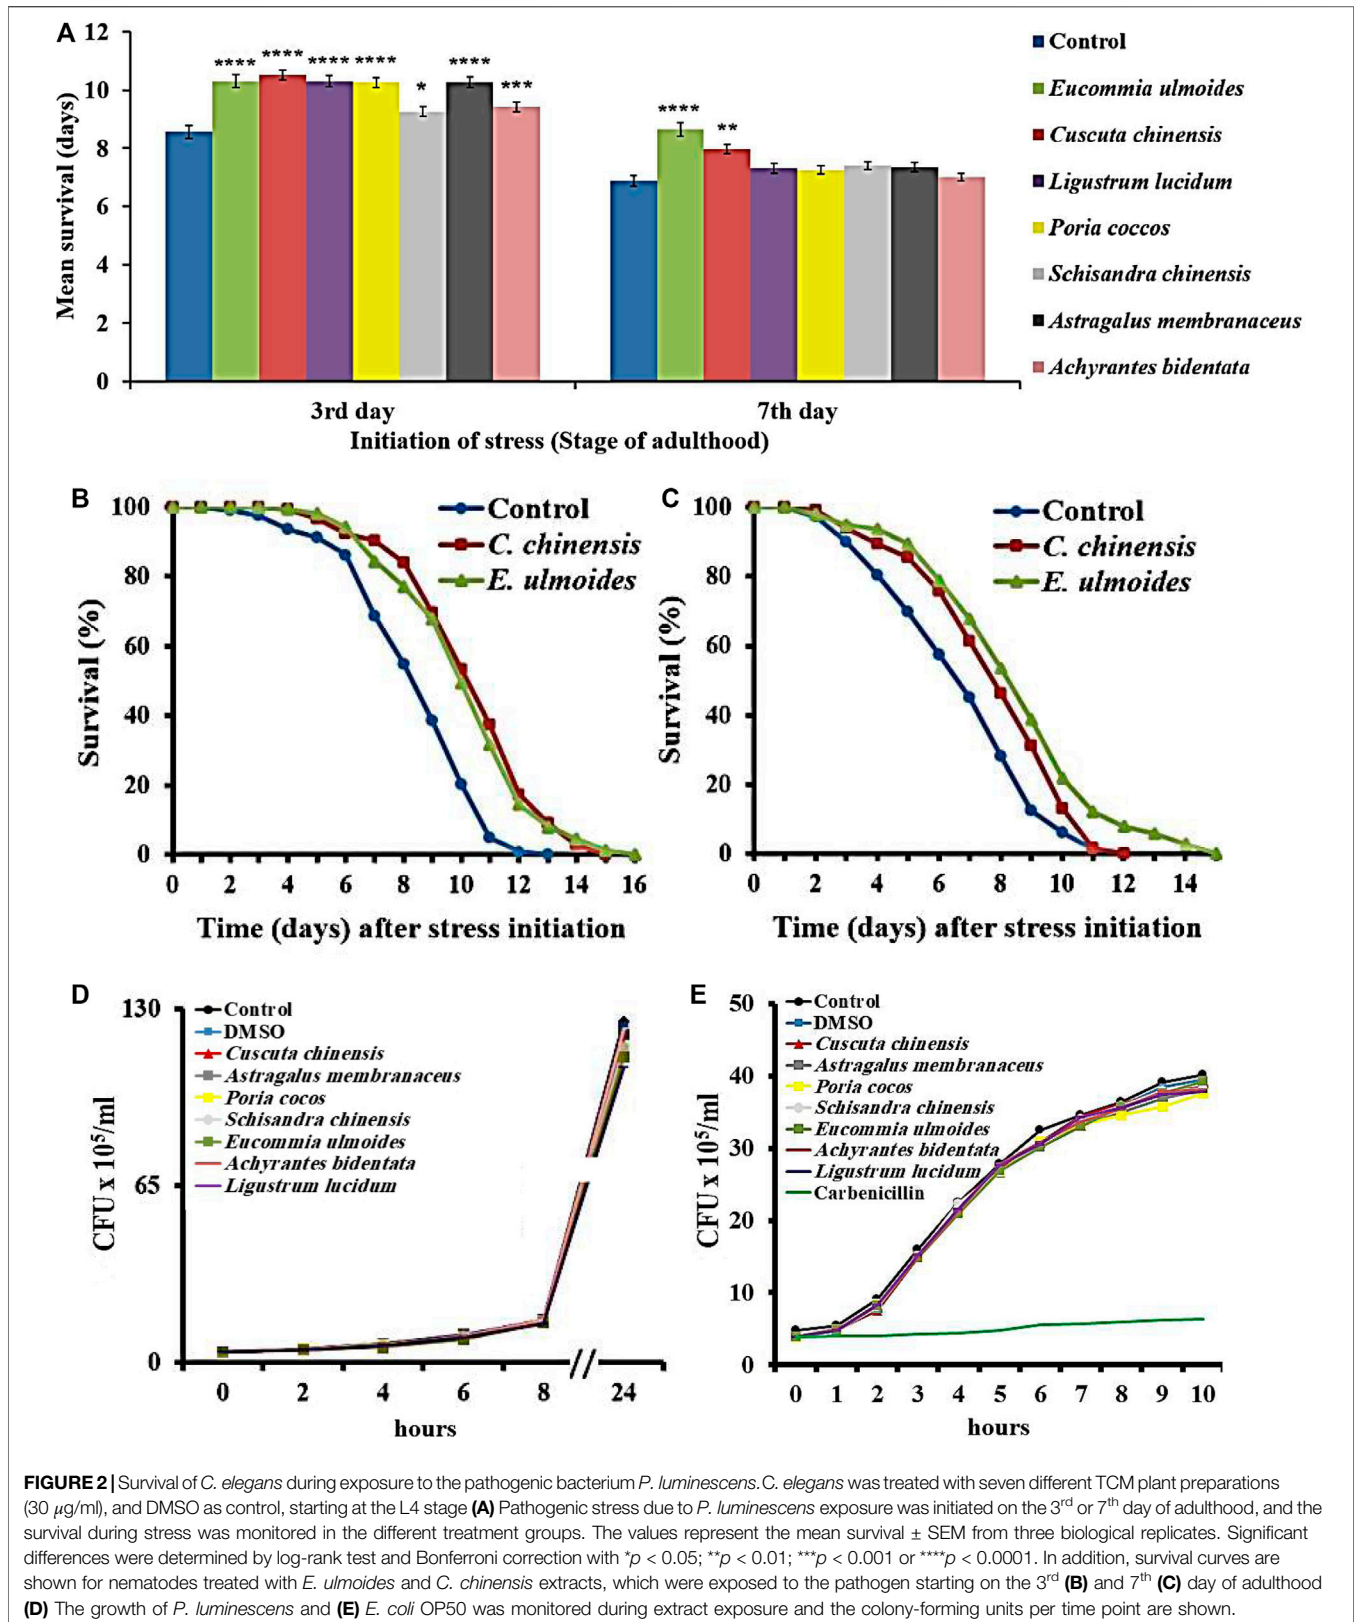 A
12
10
8
6
4
2
0
Mean survival (days)
**** **** **** **** * **** ***
**** **
3rd day 7th day
Initiation of stress (Stage of adulthood)
Control
Eucommia ulmoides
Cuscuta chinensis
Ligustrum lucidum
Poria coccos
Schisandra chinensis
Astragalus membranaceus
Achyrantes bidentata
B
100
80
60
40
20
0
Survival (%)
Control
C. chinensis
E. ulmoides
0 2 4 6 8 10 12 14 16
Time (days) after stress initiation
C
100
80
60
40
20
0
Survival (%)
Control
C. chinensis
E. ulmoides
0 2 4 6 8 10 12 14
Time (days) after stress initiation
D
130
65
0
CFU x 10⁵/ml
Control
DMSO
Cuscuta chinensis
Astragalus membranaceus
Poria cocos
Schisandra chinensis
Eucommia ulmoides
Achyrantes bidentata
Ligustrum lucidum
0 2 4 6 8 // 24
hours
E
50
40
30
20
10
0
CFU x 10⁵/ml
Control
DMSO
Cuscuta chinensis
Astragalus membranaceus
Poria cocos
Schisandra chinensis
Eucommia ulmoides
Achyrantes bidentata
Ligustrum lucidum
Carbenicillin
0 1 2 3 4 5 6 7 8 9 10
hours
FIGURE 2 | Survival of C. elegans during exposure to the pathogenic bacterium P. luminescens. C. elegans was treated with seven different TCM plant preparations
(30 μg/ml), and DMSO as control, starting at the L4 stage (A) Pathogenic stress due to P. luminescens exposure was initiated on the 3rd or 7th day of adulthood, and the
survival during stress was monitored in the different treatment groups. The values represent the mean survival ± SEM from three biological replicates. Significant
differences were determined by log-rank test and Bonferroni correction with *p < 0.05; **p < 0.01; ***p < 0.001 or ****p < 0.0001. In addition, survival curves are
shown for nematodes treated with E. ulmoides and C. chinensis extracts, which were exposed to the pathogen starting on the 3rd (B) and 7th (C) day of adulthood
(D) The growth of P. luminescens and (E) E. coli OP50 was monitored during extract exposure and the colony-forming units per time point are shown.